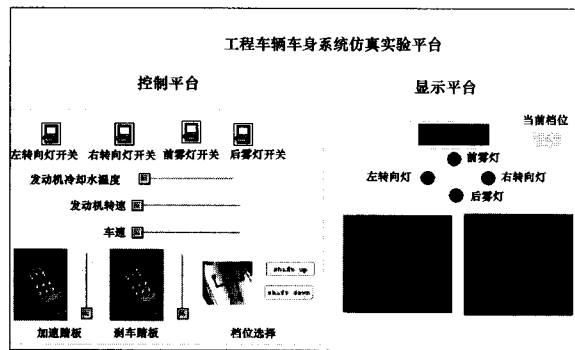 工程车辆车身系统仿真实验平台
控制平台
显示平台
当前档位
左转向灯开关 右转向灯开关 前雾灯开关 后雾灯开关
前雾灯
左转向灯 右转向灯
后雾灯
发动机冷却水温度
发动机转速
车速
shift up
shift down
加速踏板 刹车踏板 档位选择